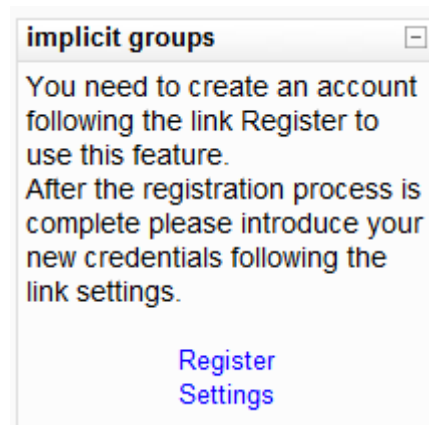 implicit groups
You need to create an account
following the link Register to
use this feature.
After the registration process is
complete please introduce your
new credentials following the
link settings.
Register
Settings